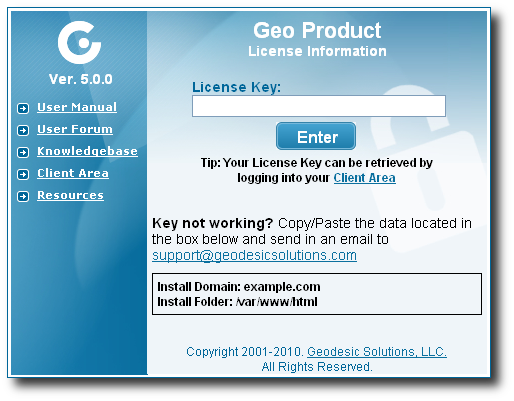 Ver. 5.0.0
User Manual
User Forum
Knowledgebase
Client Area
Resources
Geo Product
License Information
License Key:
Enter
Tip: Your License Key can be retrieved by
logging into your Client Area
Key not working? Copy/Paste the data located in
the box below and send in an email to
support@geodesicsolutions.com
Install Domain: example.com
Install Folder: /var/www/html
Copyright 2001-2010. Geodesic Solutions, LLC.
All Rights Reserved.